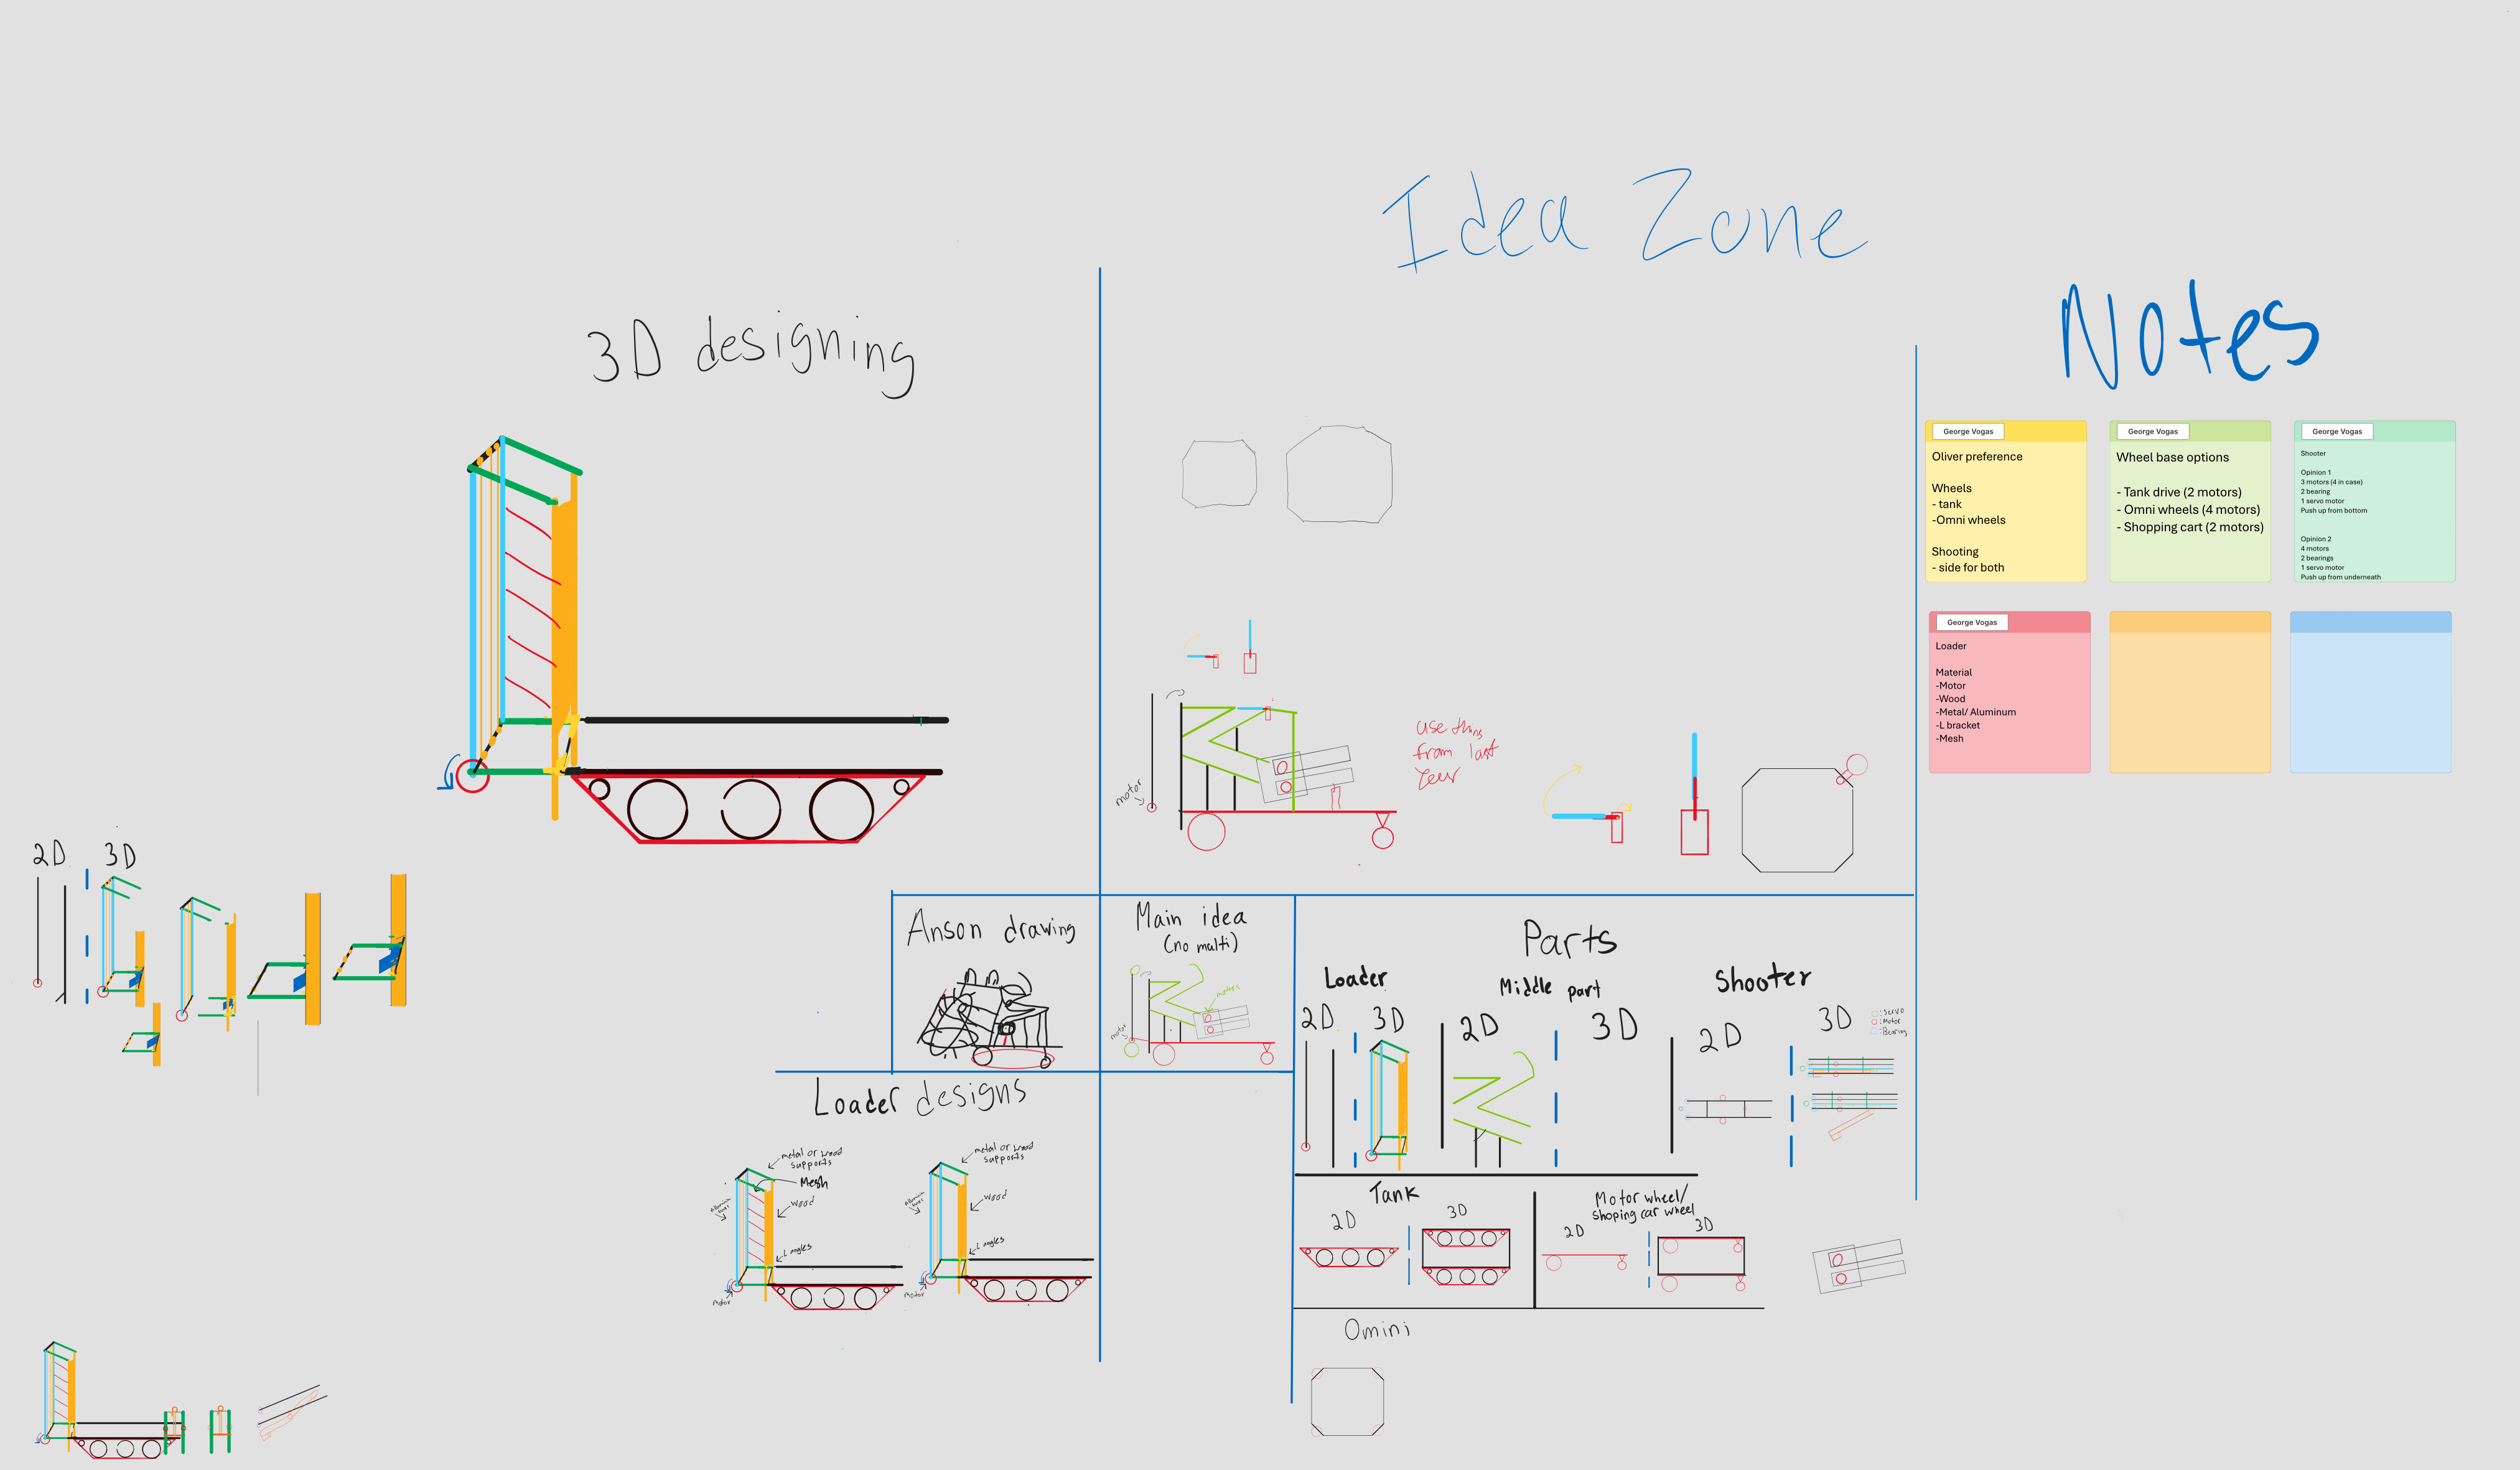 Idea Zone
3D designing
Notes
George Vogas
Oliver preference
Wheels
- tank
-Omni wheels
Shooting
- side for both
George Vogas
Wheel base options
- Tank drive (2 motors)
- Omni wheels (4 motors)
- Shopping cart (2 motors)
George Vogas
Shooter
Opinion 1
3 motors (4 in case)
2 bearing
1 servo motor
Push up from bottom
Opinion 2
4 motors
2 bearings
1 servo motor
Push up from underneath
George Vogas
Loader
Material
-Motor
-Wood
-Metal/ Aluminum
-L bracket
-Mesh
motor
use thing
from last
year
2D
3D
Anson drawing
Main idea
(no multi)
motors
motor
Parts
Loader
2D
3D
Middle part
2D
3D
Shooter
2D
3D
:Servo
:Motor
:Bearing
Loader designs
metal or wood
supports
Mesh
wood
L angles
motor
metal or wood
supports
wood
L angles
motor
Tank
2D
3D
Motor wheel/
shoping car wheel
2D
3D
Omini